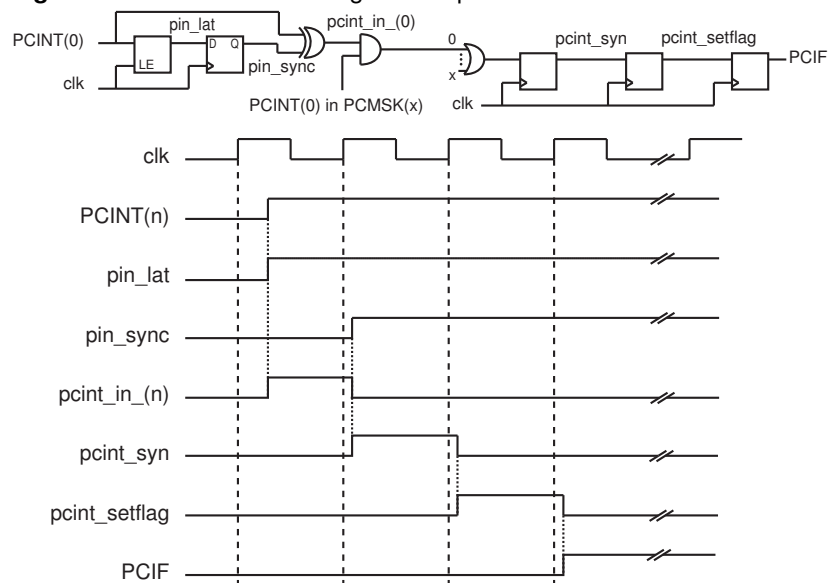 pin_lat
pcint_in_(0)
PCINT(0)
LE
D Q
pin_sync
clk
PCINT(0) in PCMSK(x)
0
x
clk
pcint_syn
pcint_setflag
PCIF
clk
PCINT(n)
pin_lat
pin_sync
pcint_in_(n)
pcint_syn
pcint_setflag
PCIF